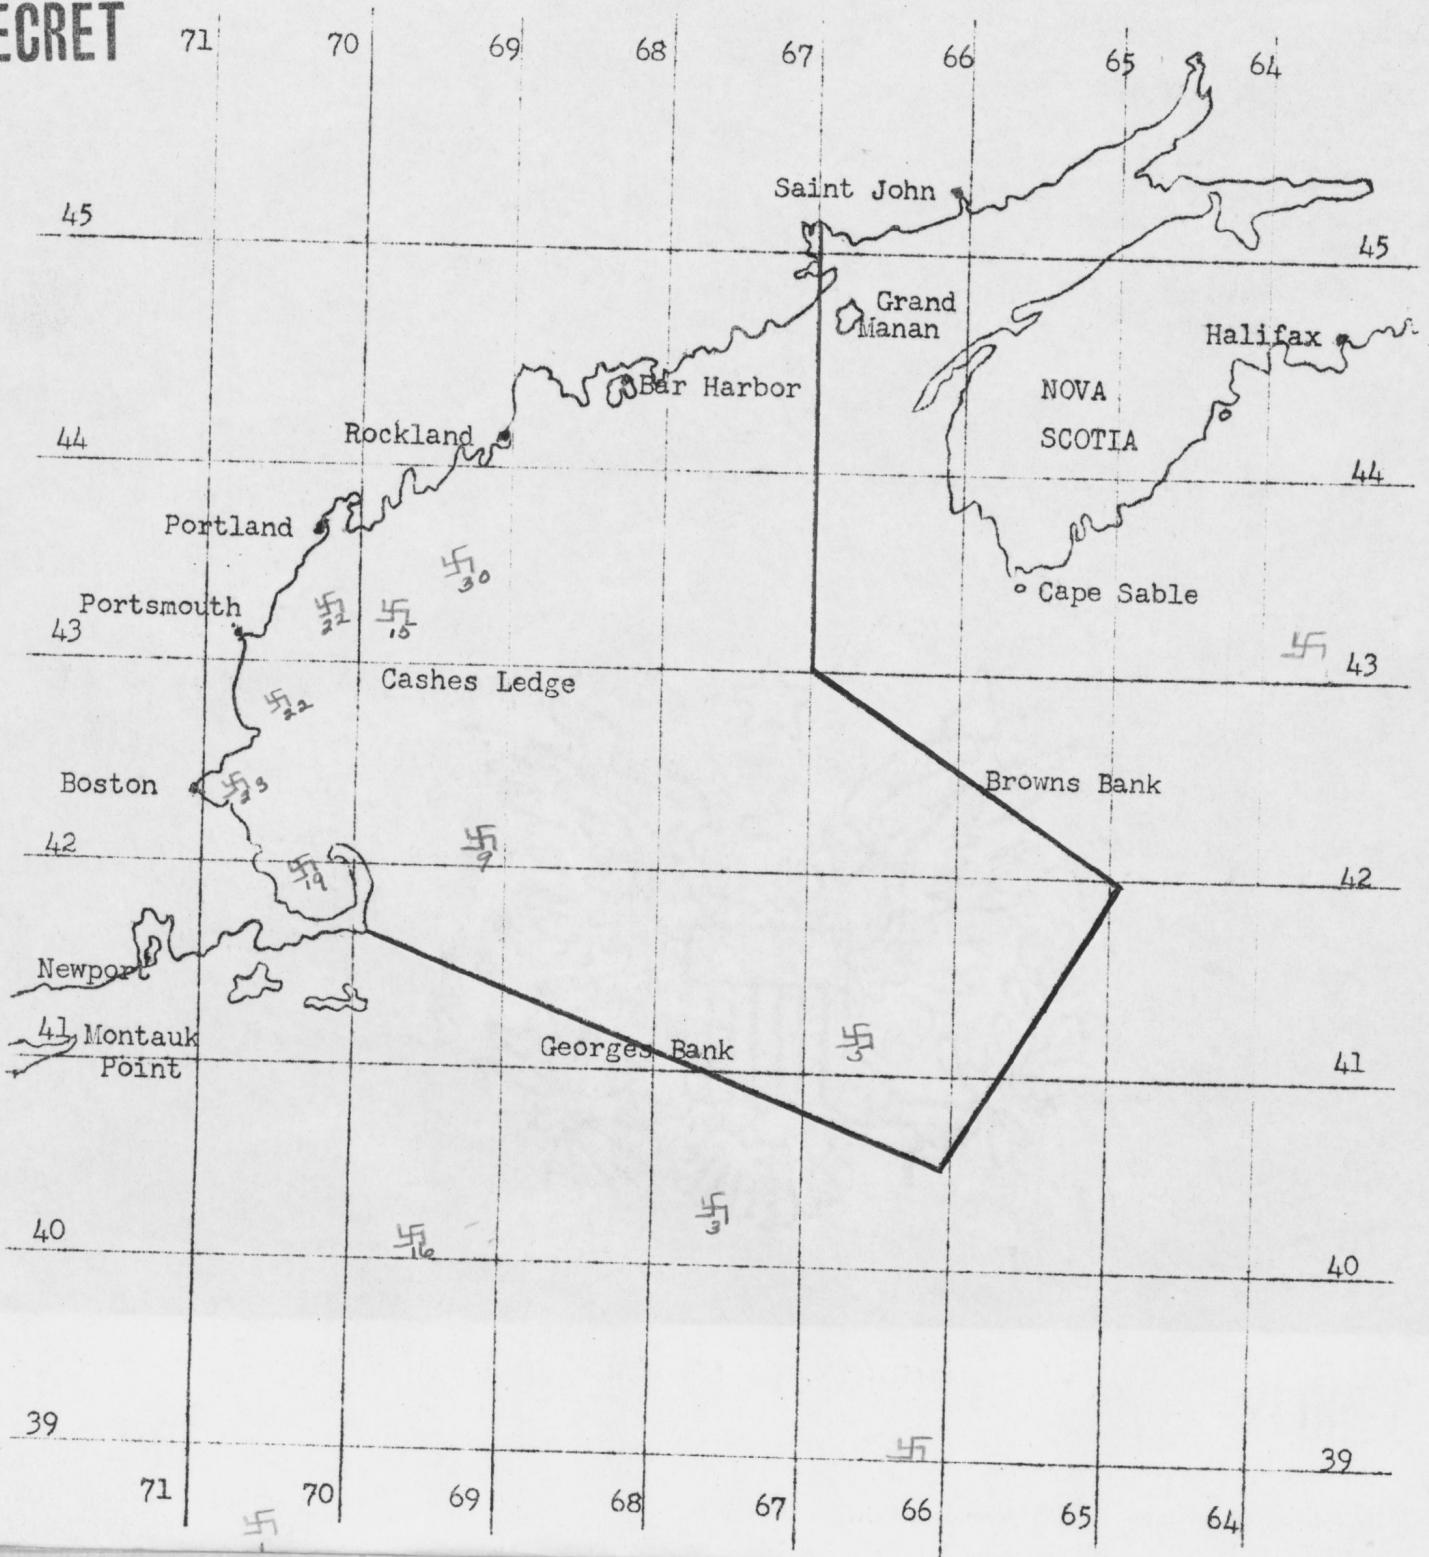 ECRET
71 70 69 68 67 66 65 64
Saint John
45
45
Grand
Manan
Halifax
Bar Harbor
NOVA
SCOTIA
Rockland
44
44
Portland
30
Cape Sable
Portsmouth
22
15
43
43
Cashes Ledge
22
Boston
Browns Bank
42
9
42
19
Newport
41 Montauk
Point
Georges Bank
5
41
3
40
16
40
39
39
71 70 69 68 67 66 65 64